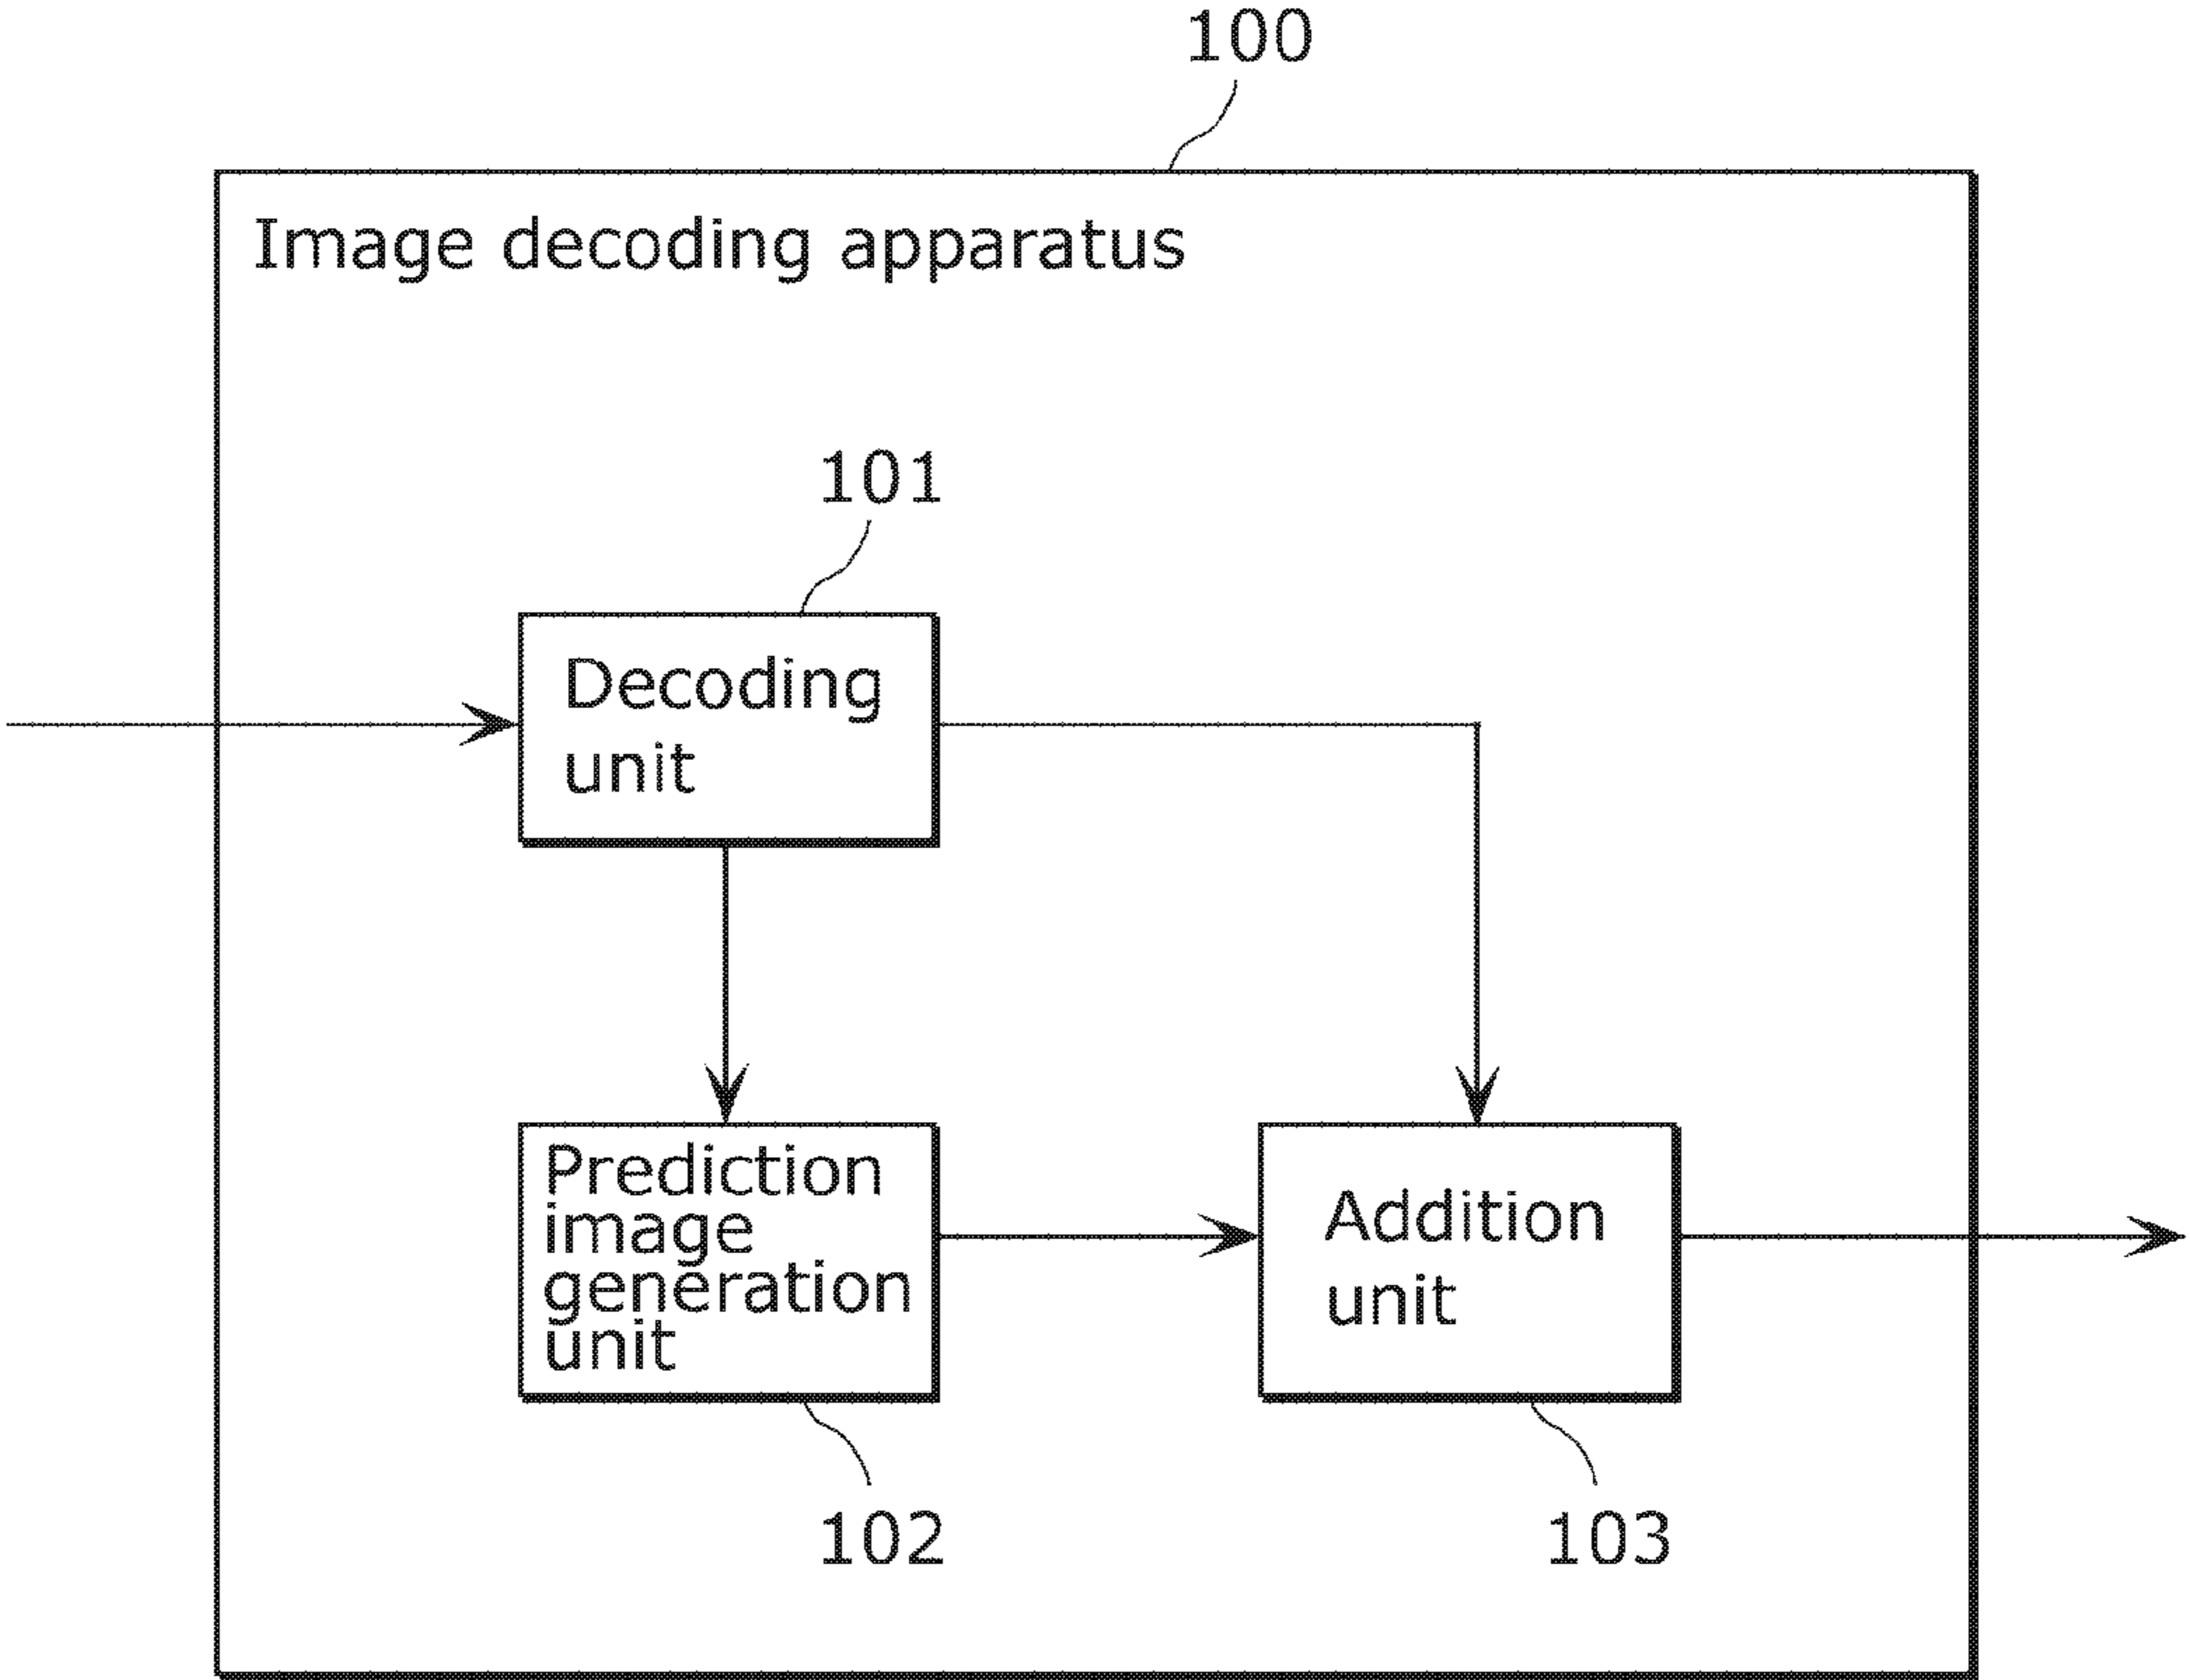 100
Image decoding apparatus
101
Decoding
unit
Prediction
image
generation
unit
Addition
unit
102
103